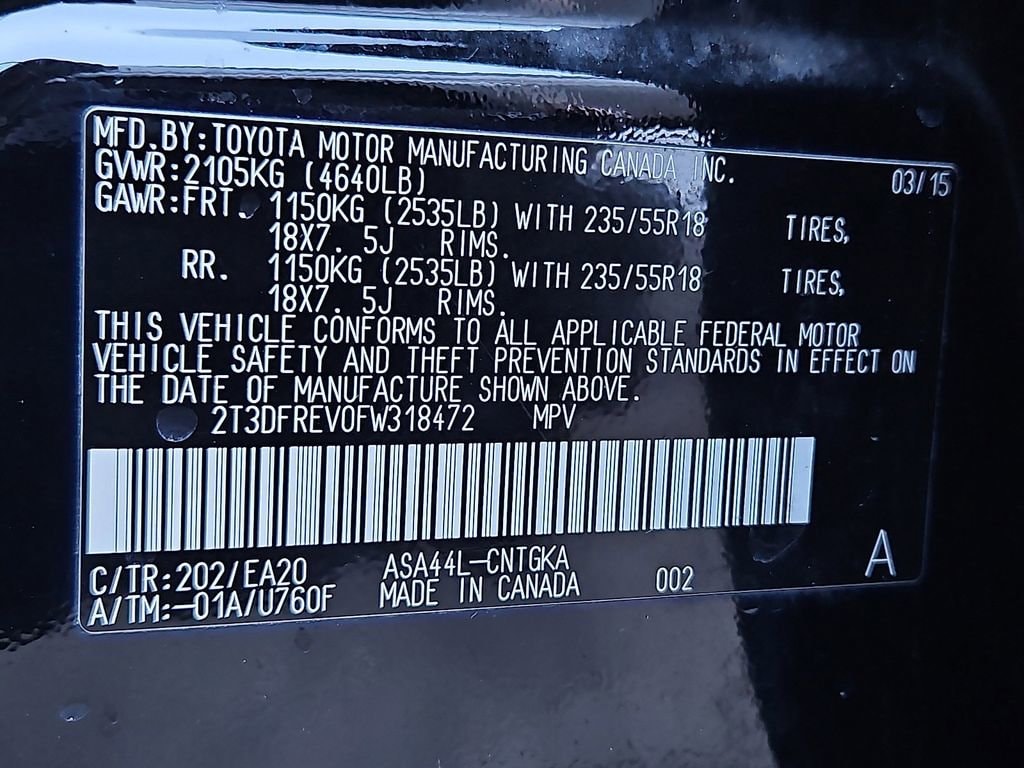 MFD.BY:TOYOTA MOTOR MANUFACTURING CANADA INC.
GVWR:2105KG (4640LB) 03/15
GAWR:FRT. 1150KG (2535LB) WITH 235/55R18 TIRES,
18X7. 5J RIMS.
RR. 1150KG (2535LB) WITH 235/55R18 TIRES,
18X7. 5J RIMS.
THIS VEHICLE CONFORMS TO ALL APPLICABLE FEDERAL MOTOR
VEHICLE SAFETY AND THEFT PREVENTION STANDARDS IN EFFECT ON
THE DATE OF MANUFACTURE SHOWN ABOVE.
2T3DFREV0FW318472 MPV
C/TR:202/EA20 ASA44L-CNTGKA 002 A
A/TM:-01A/U760F MADE IN CANADA